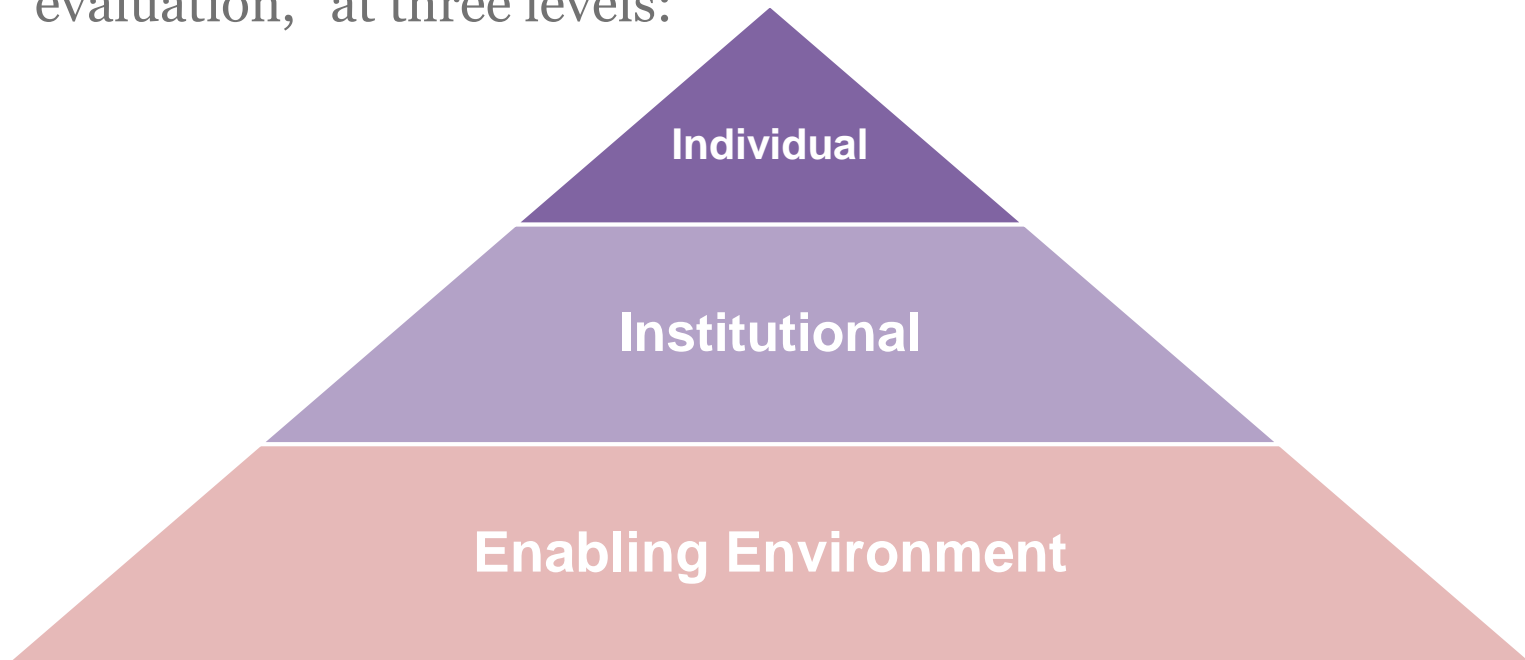 evaluation,” at three levels:
Individual
Institutional
Enabling Environment